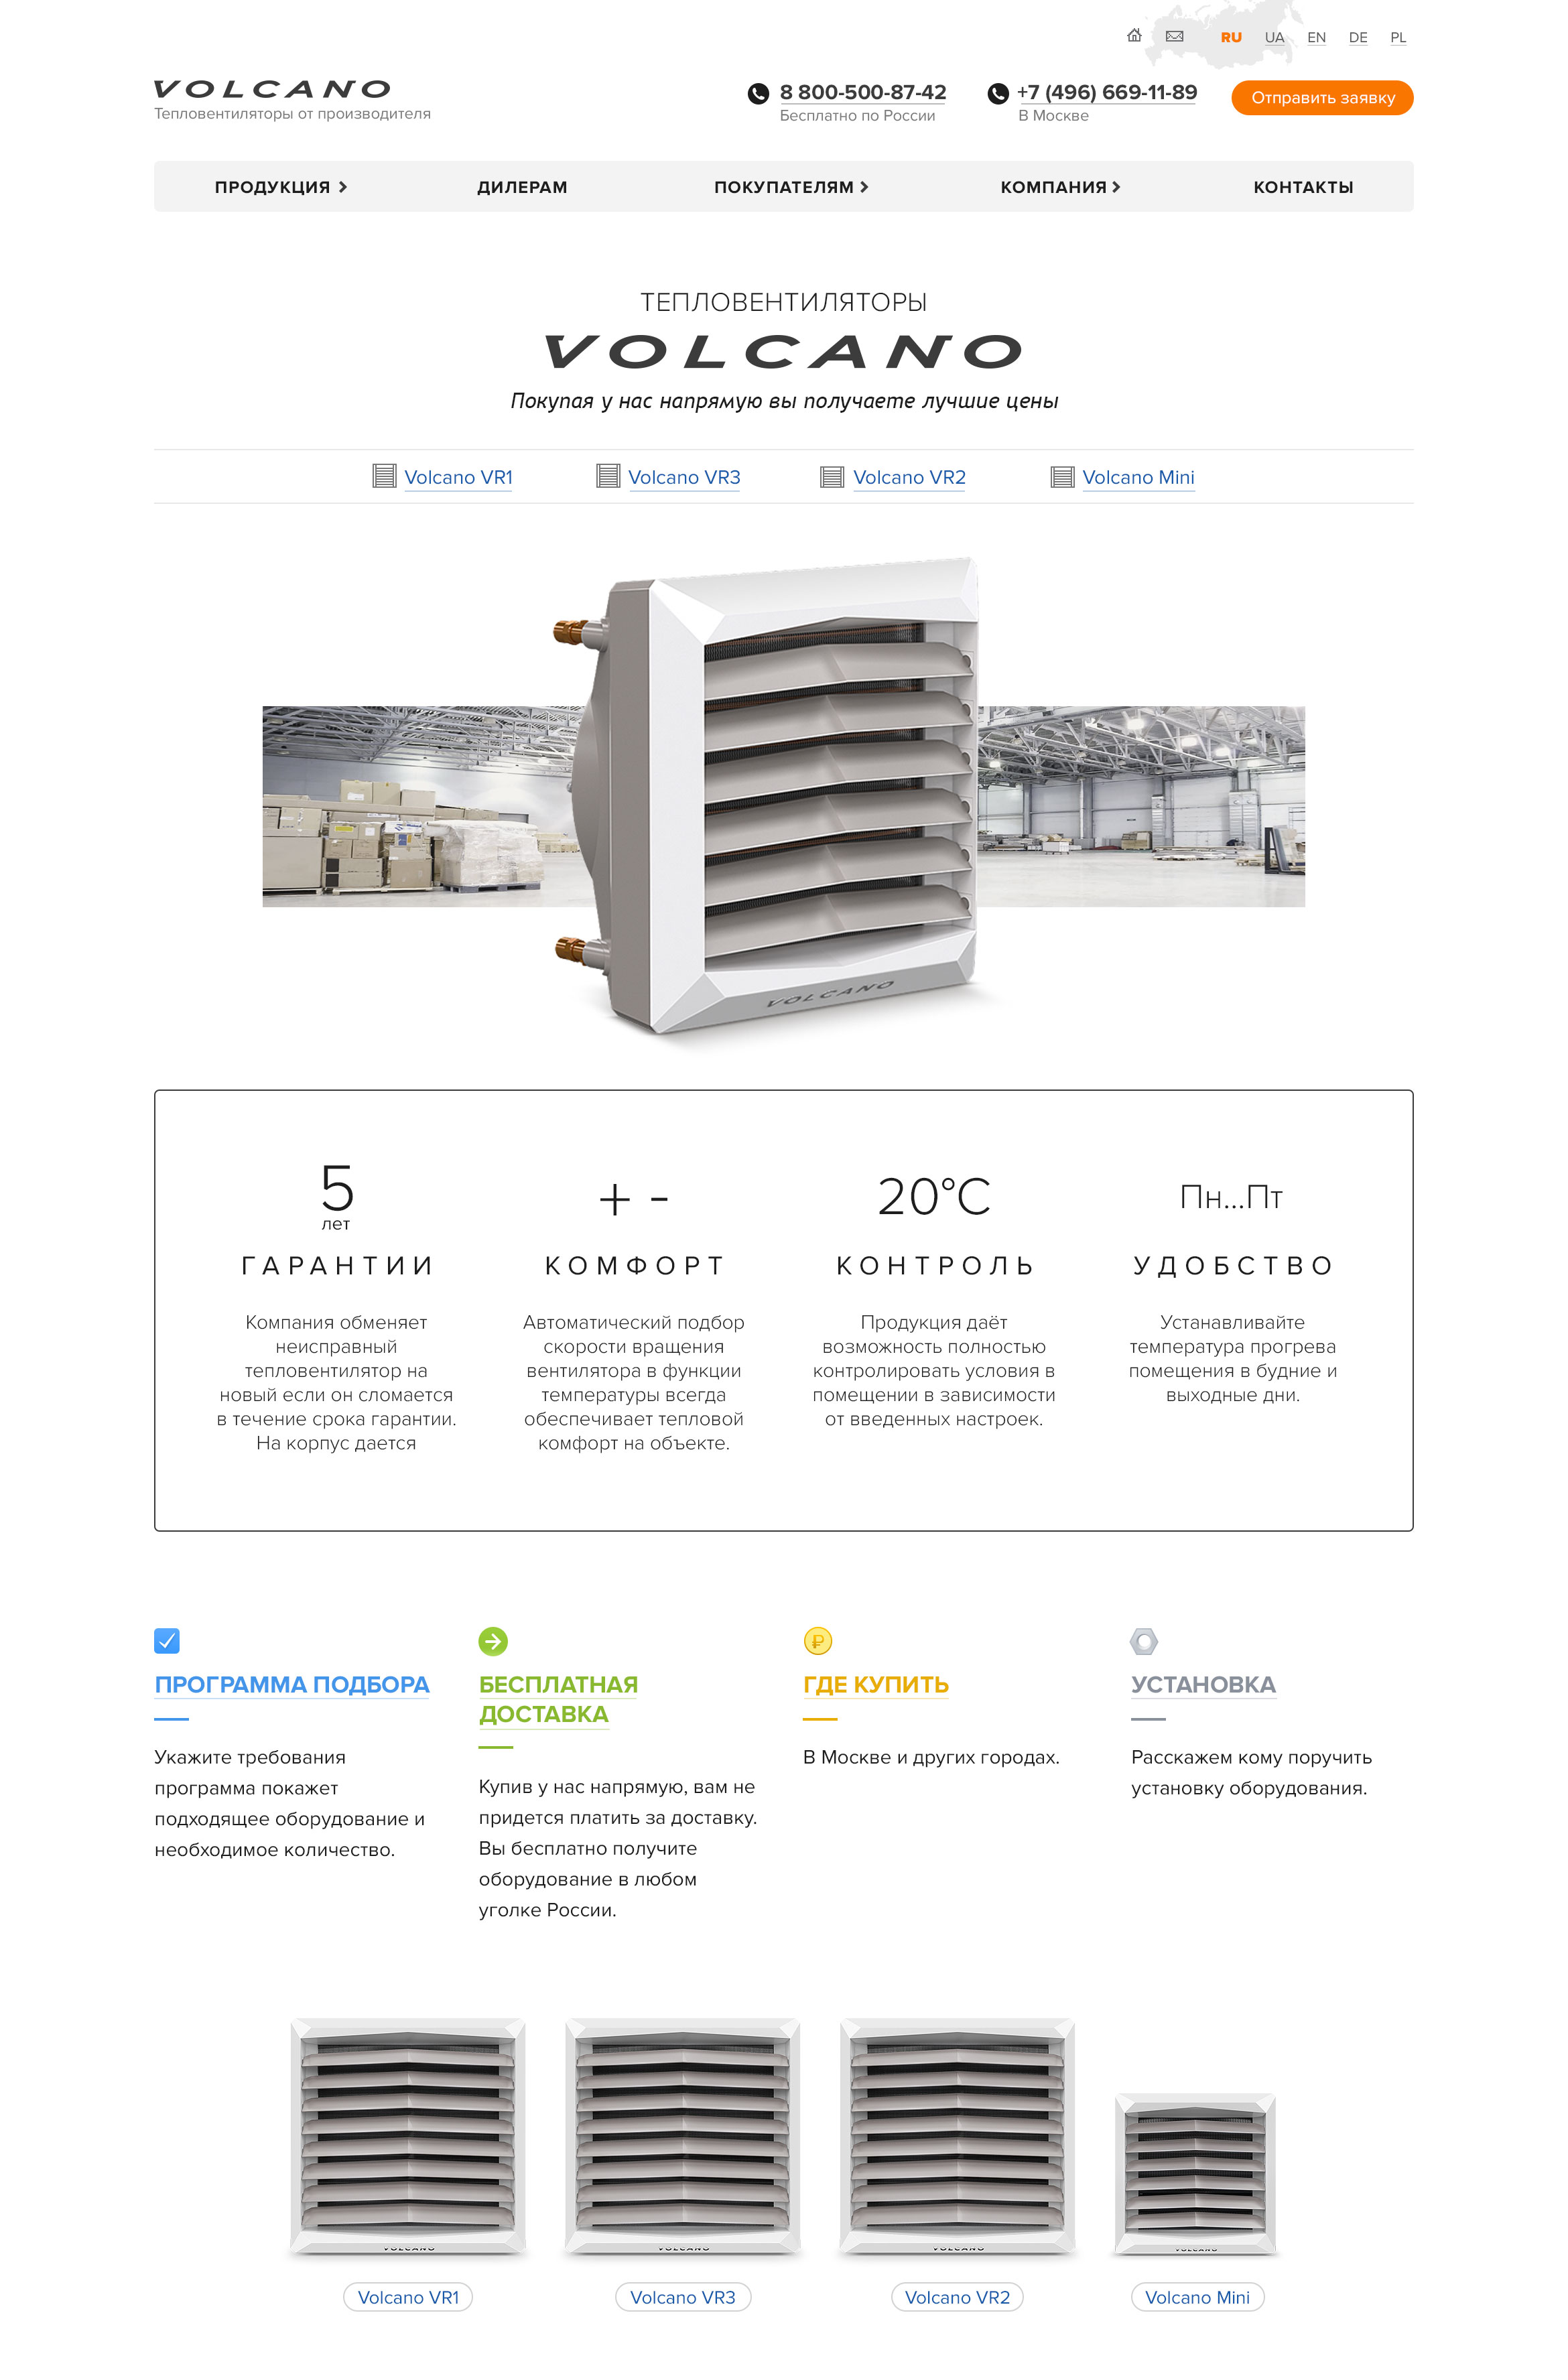 RU UA EN DE PL
VOLCANO
Тепловентиляторы от производителя
8 800-500-87-42
Бесплатно по России
+7 (496) 669-11-89
В Москве
Отправить заявку
ПРОДУКЦИЯ ДИЛЕРАМ ПОКУПАТЕЛЯМ КОМПАНИЯ КОНТАКТЫ
ТЕПЛОВЕНТИЛЯТОРЫ
VOLCANO
Покупая у нас напрямую вы получаете лучшие цены
Volcano VR1 Volcano VR3 Volcano VR2 Volcano Mini
VOLCANO
5
лет
ГАРАНТИИ
Компания обменяет
неисправный
тепловентилятор на
новый если он сломается
в течение срока гарантии.
На корпус дается
+ -
КОМФОРТ
Автоматический подбор
скорости вращения
вентилятора в функции
температуры всегда
обеспечивает тепловой
комфорт на объекте.
20°C
КОНТРОЛЬ
Продукция даёт
возможность полностью
контролировать условия в
помещении в зависимости
от введенных настроек.
Пн...Пт
УДОБСТВО
Устанавливайте
температура прогрева
помещения в будние и
выходные дни.
ПРОГРАММА ПОДБОРА
Укажите требования
программа покажет
подходящее оборудование и
необходимое количество.
БЕСПЛАТНАЯ
ДОСТАВКА
Купив у нас напрямую, вам не
придется платить за доставку.
Вы бесплатно получите
оборудование в любом
уголке России.
₽
ГДЕ КУПИТЬ
В Москве и других городах.
УСТАНОВКА
Расскажем кому поручить
установку оборудования.
VOLCANO VOLCANO VOLCANO VOLCANO
Volcano VR1 Volcano VR3 Volcano VR2 Volcano Mini